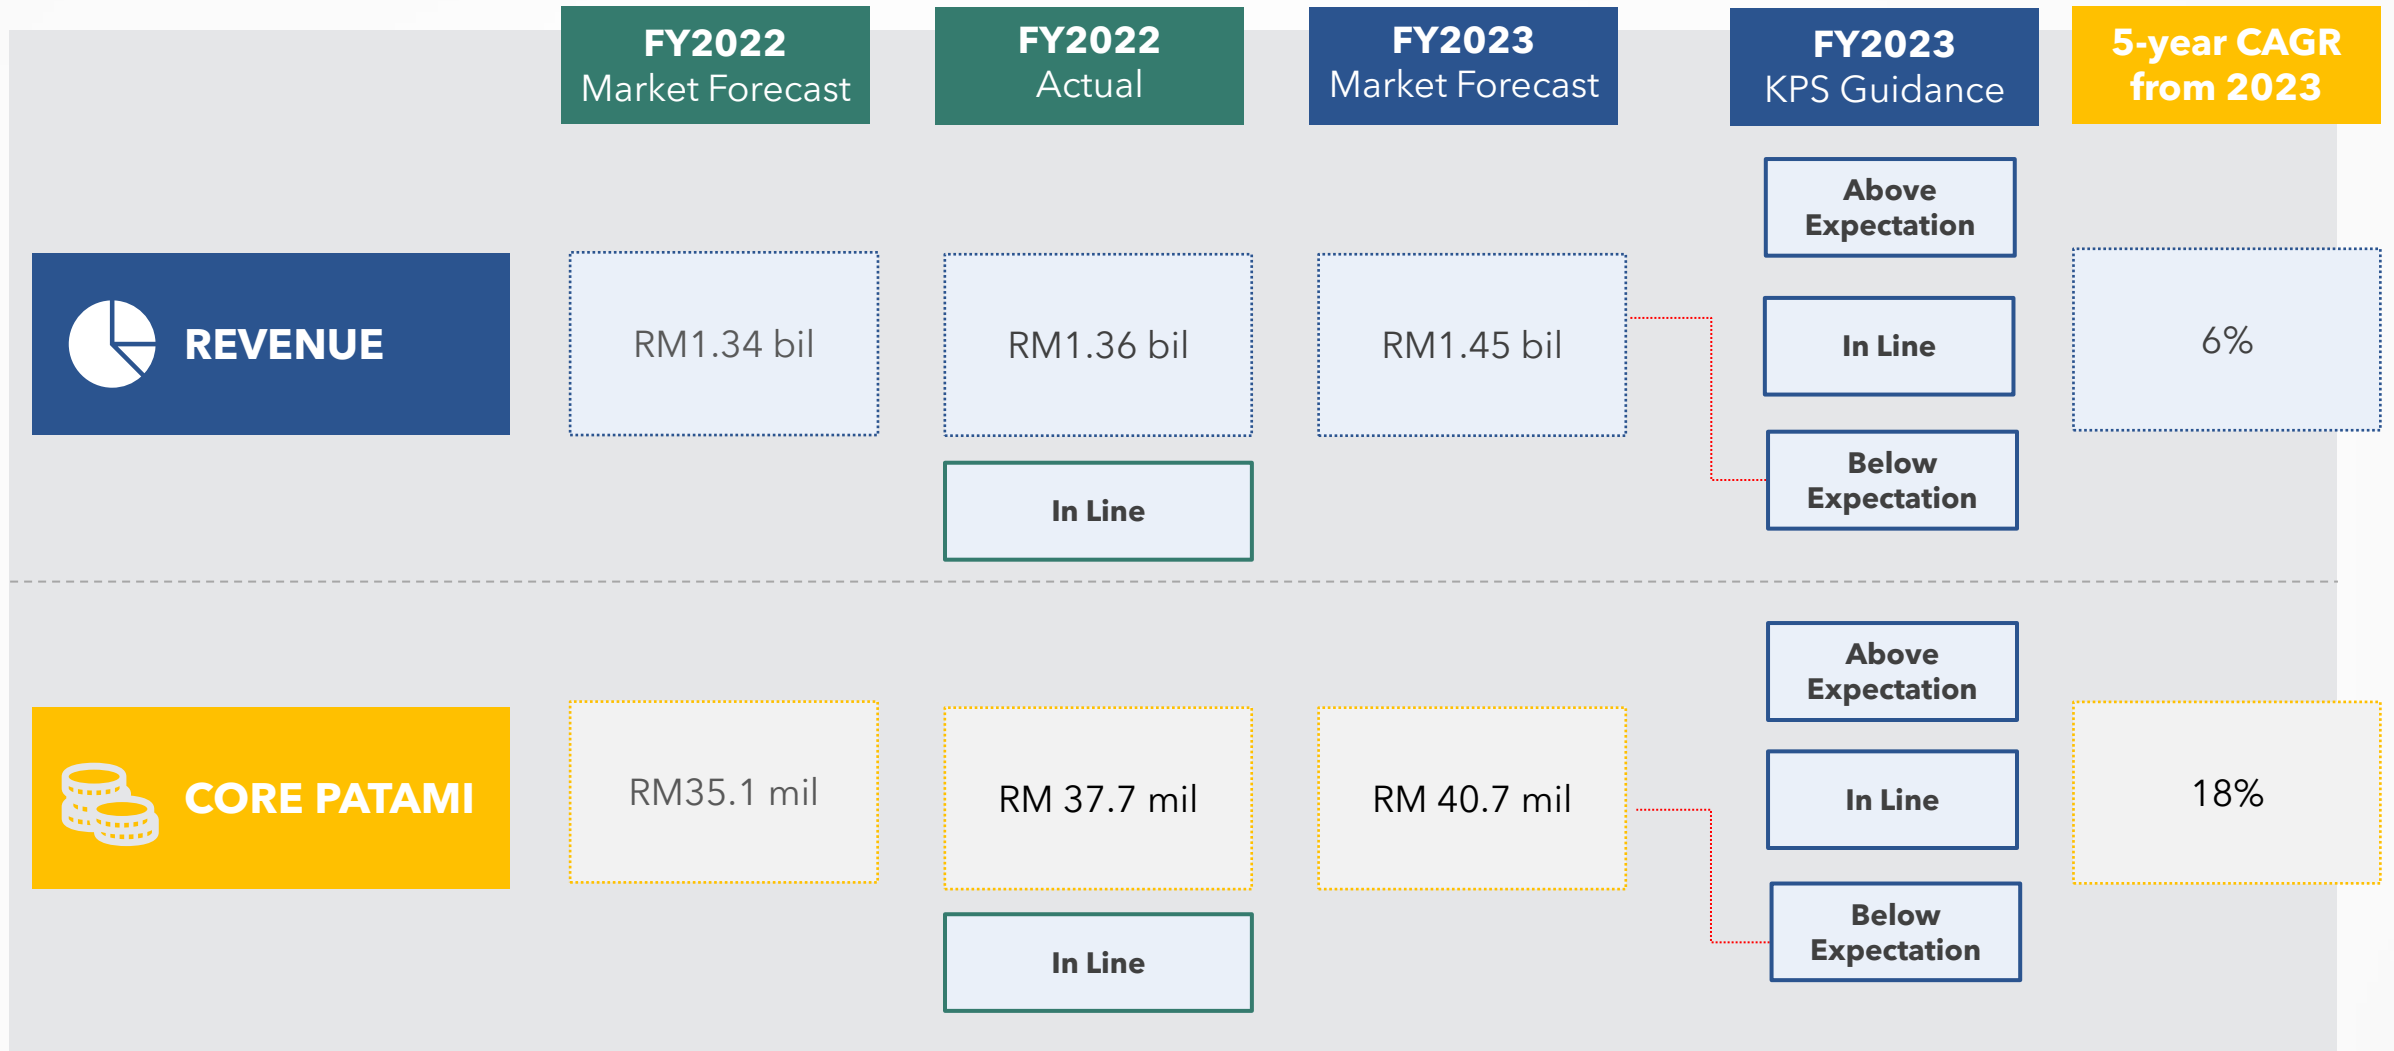 FY2022
Market Forecast
FY2022
Actual
FY2023
Market Forecast
FY2023
KPS Guidance
5-year CAGR
from 2023
REVENUE
RM1.34 bil
RM1.36 bil
In Line
RM1.45 bil
Above
Expectation
In Line
Below
Expectation
6%
CORE PATAMI
RM35.1 mil
RM 37.7 mil
In Line
RM 40.7 mil
Above
Expectation
In Line
Below
Expectation
18%